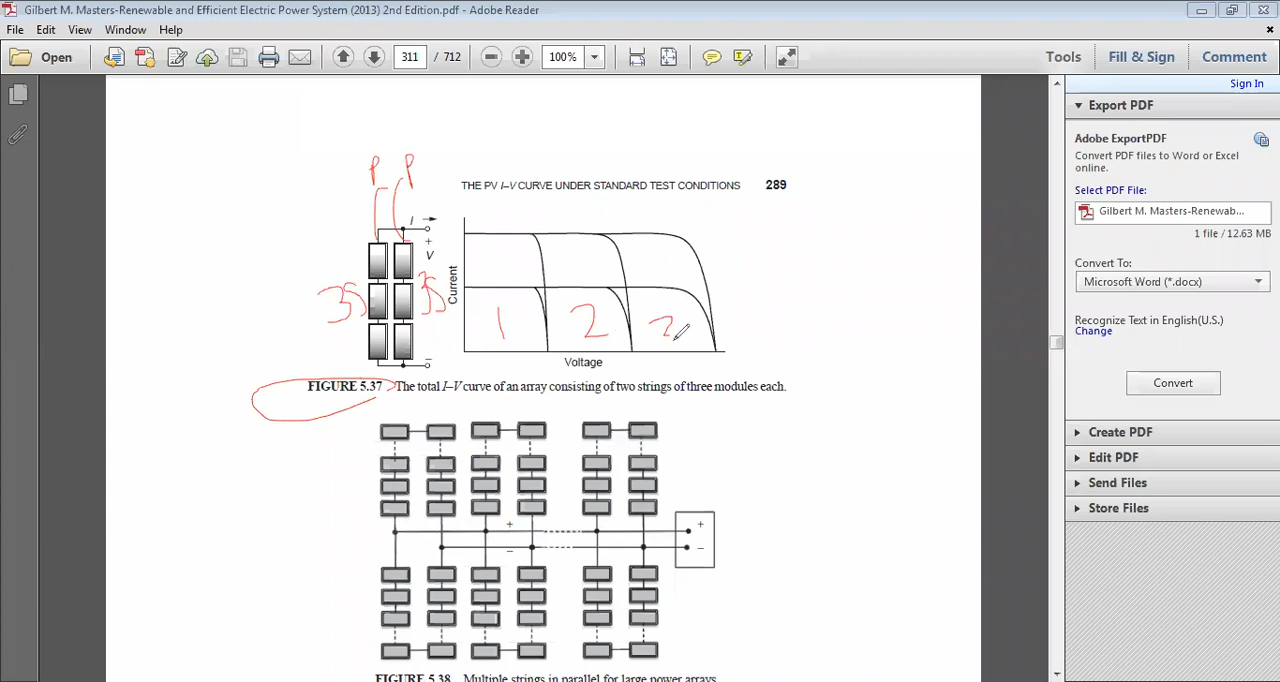 Gilbert M. Masters-Renewable and Efficient Electric Power System (2013) 2nd Edition.pdf - Adobe Reader
File Edit View Window Help
Open 311 / 712 100% Tools Fill & Sign Comment
Sign In
Export PDF
Adobe ExportPDF
Convert PDF files to Word or Excel
online.
Select PDF File:
Gilbert M. Masters-Renewab...
1 file / 12.63 MB
Convert To:
Microsoft Word (*.docx)
Recognize Text in English(U.S.)
Change
Convert
Create PDF
Edit PDF
Send Files
Store Files
P P
THE PV I–V CURVE UNDER STANDARD TEST CONDITIONS 289
I
+
V
–
3S 3S
Current
1 2
Voltage
FIGURE 5.37 The total I–V curve of an array consisting of two strings of three modules each.
+ +
– –
FIGURE 5.38 Multiple strings in parallel for large power arrays.